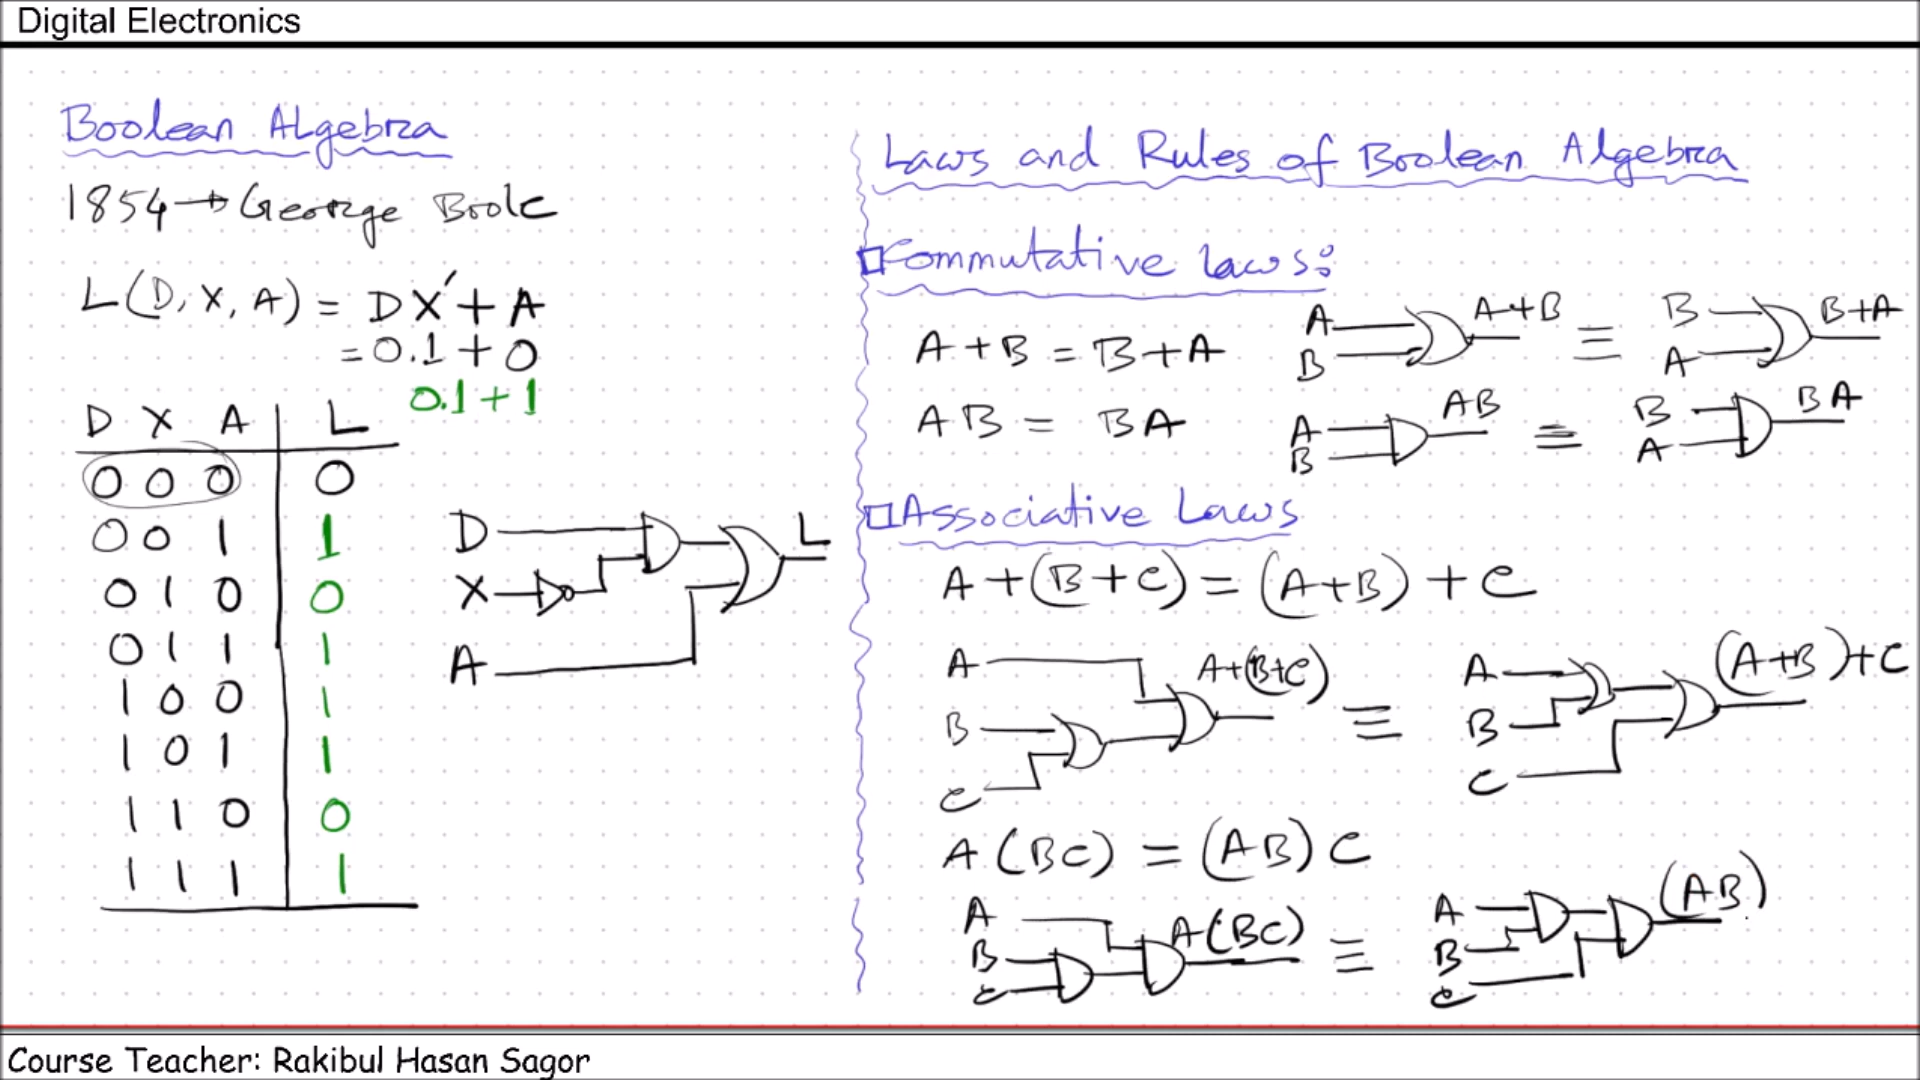 Digital Electronics
Boolean Algebra
1854 → George Boole
L(D, X, A) = DX' + A
= 0.1 + 0
0.1 + 1
D X A L
0 0 0 0
0 0 1 1
0 1 0 0
0 1 1 1
1 0 0 1
1 0 1 1
1 1 0 0
1 1 1 1
D
X
A
L
Laws and Rules of Boolean Algebra
Commutative laws:
A + B = B + A
A
B
A+B
≡
B
A
B+A
AB = BA
A
B
AB
≡
B
A
BA
Associative Laws
A + (B + C) = (A+B) + C
A
B
C
A+(B+C)
≡
A
B
C
(A+B)+C
A (BC) = (AB) C
A
B
C
A(BC)
≡
A
B
C
(AB)
Course Teacher: Rakibul Hasan Sagor